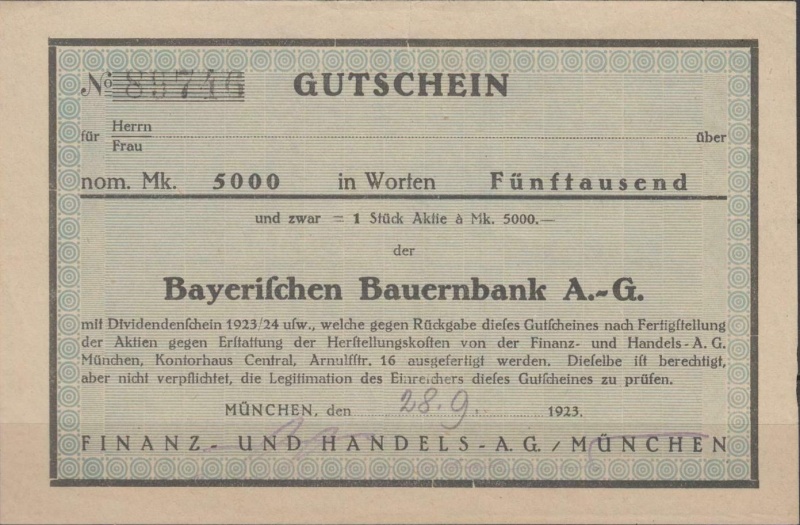 № 89746 GUTSCHEIN
für Herrn über
Frau
nom. Mk. 5000 in Worten Fünftauſend
und zwar = 1 Stück Aktie à Mk. 5000.—
der
Bayeriſchen Bauernbank A.-G.
mit Dividendenſchein 1923/24 uſw., welche gegen Rückgabe dieſes Gutſcheines nach Fertigſtellung
der Aktien gegen Erſtattung der Herſtellungskoſten von der Finanz- und Handels-A. G.
München, Kontorhaus Central, Arnulfſtr. 16 ausgefertigt werden. Dieſelbe iſt berechtigt,
aber nicht verpflichtet, die Legitimation des Einreichers dieſes Gutſcheines zu prüfen.
MÜNCHEN, den 28.9. 1923.
FINANZ- UND HANDELS-A.G. / MÜNCHEN